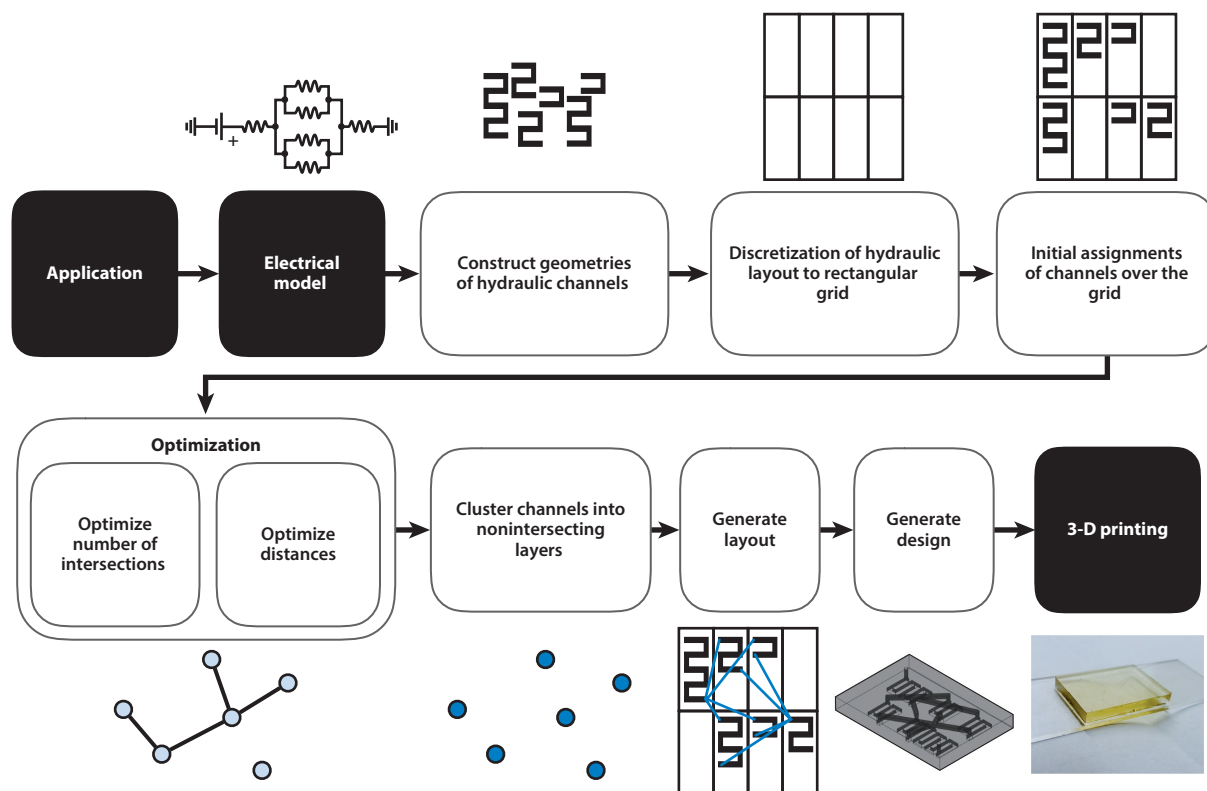 +
Application
Electrical
model
Construct geometries
of hydraulic channels
Discretization of hydraulic
layout to rectangular
grid
Initial assignments
of channels over the
grid
Optimization
Optimize
number of
intersections
Optimize
distances
Cluster channels into
nonintersecting
layers
Generate
layout
Generate
design
3-D printing